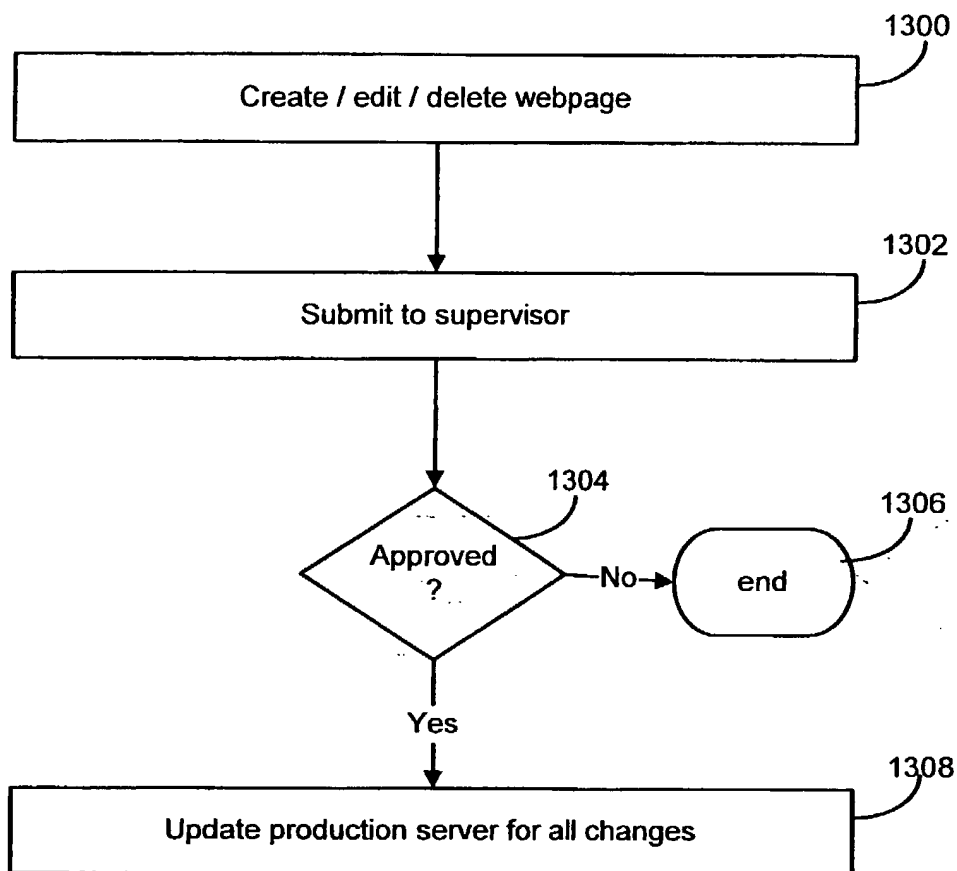 1300
Create / edit / delete webpage
1302
Submit to supervisor
1304
Approved
?
1306
No
end
Yes
1308
Update production server for all changes